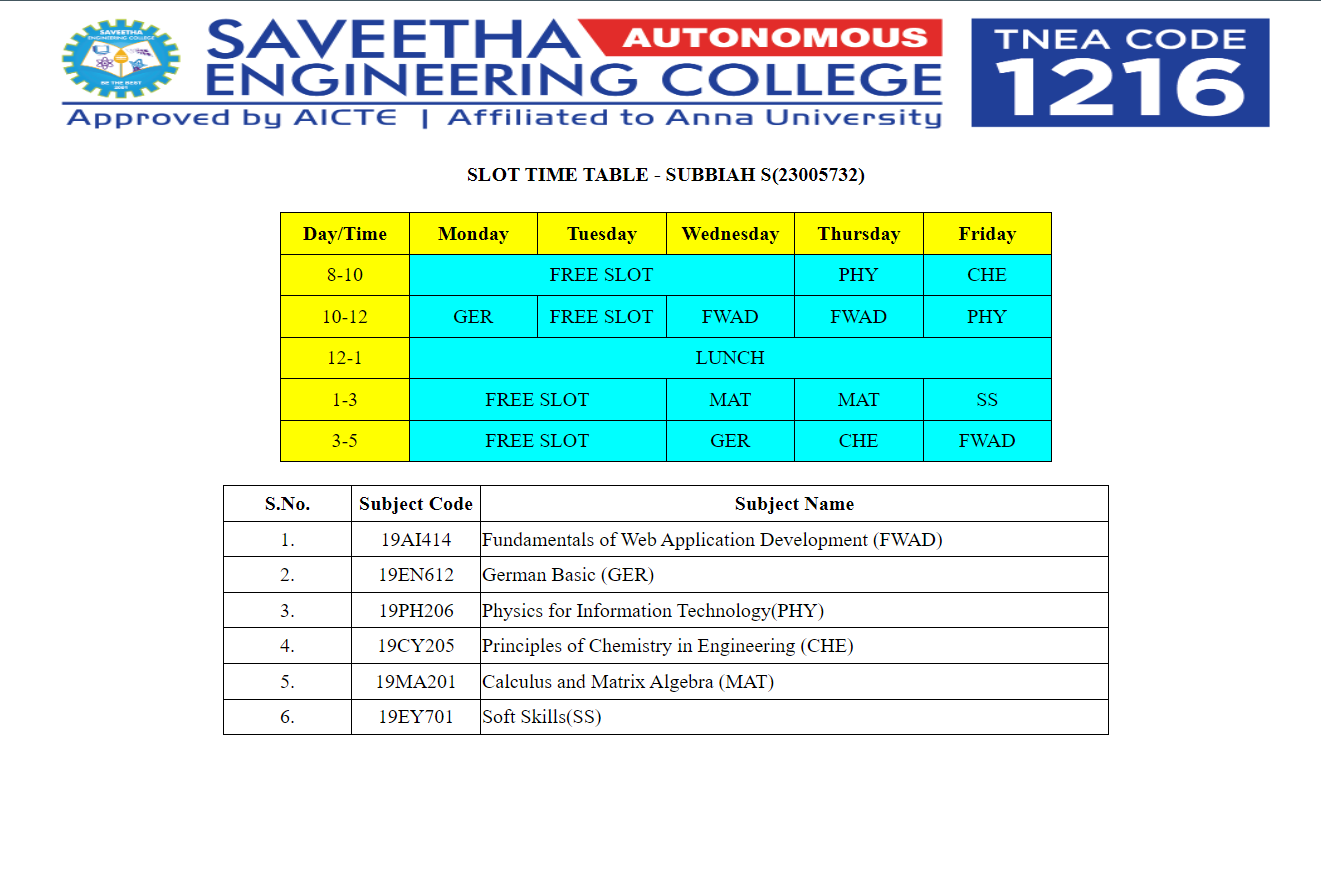 SAVEETHA
ENGINEERING COLLEGE
BE THE BEST
2001
SAVEETHA AUTONOMOUS
ENGINEERING COLLEGE
Approved by AICTE | Affiliated to Anna University
TNEA CODE
1216
SLOT TIME TABLE - SUBBIAH S(23005732)
Day/Time Monday Tuesday Wednesday Thursday Friday
8-10 FREE SLOT PHY CHE
10-12 GER FREE SLOT FWAD FWAD PHY
12-1 LUNCH
1-3 FREE SLOT MAT MAT SS
3-5 FREE SLOT GER CHE FWAD
S.No. Subject Code Subject Name
1. 19AI414 Fundamentals of Web Application Development (FWAD)
2. 19EN612 German Basic (GER)
3. 19PH206 Physics for Information Technology(PHY)
4. 19CY205 Principles of Chemistry in Engineering (CHE)
5. 19MA201 Calculus and Matrix Algebra (MAT)
6. 19EY701 Soft Skills(SS)